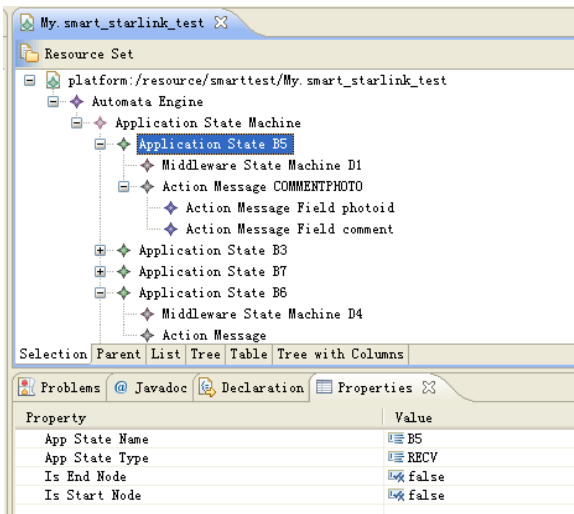 My.smart_starlink_test
Resource Set
platform:/resource/smarttest/My.smart_starlink_test
Automata Engine
Application State Machine
Application State B5
Middleware State Machine D1
Action Message COMMENTPHOTO
Action Message Field photoid
Action Message Field comment
Application State B3
Application State B7
Application State B6
Middleware State Machine D4
Action Message
Selection Parent List Tree Table Tree with Columns
Problems @ Javadoc Declaration Properties
Property Value
App State Name B5
App State Type RECV
Is End Node false
Is Start Node false